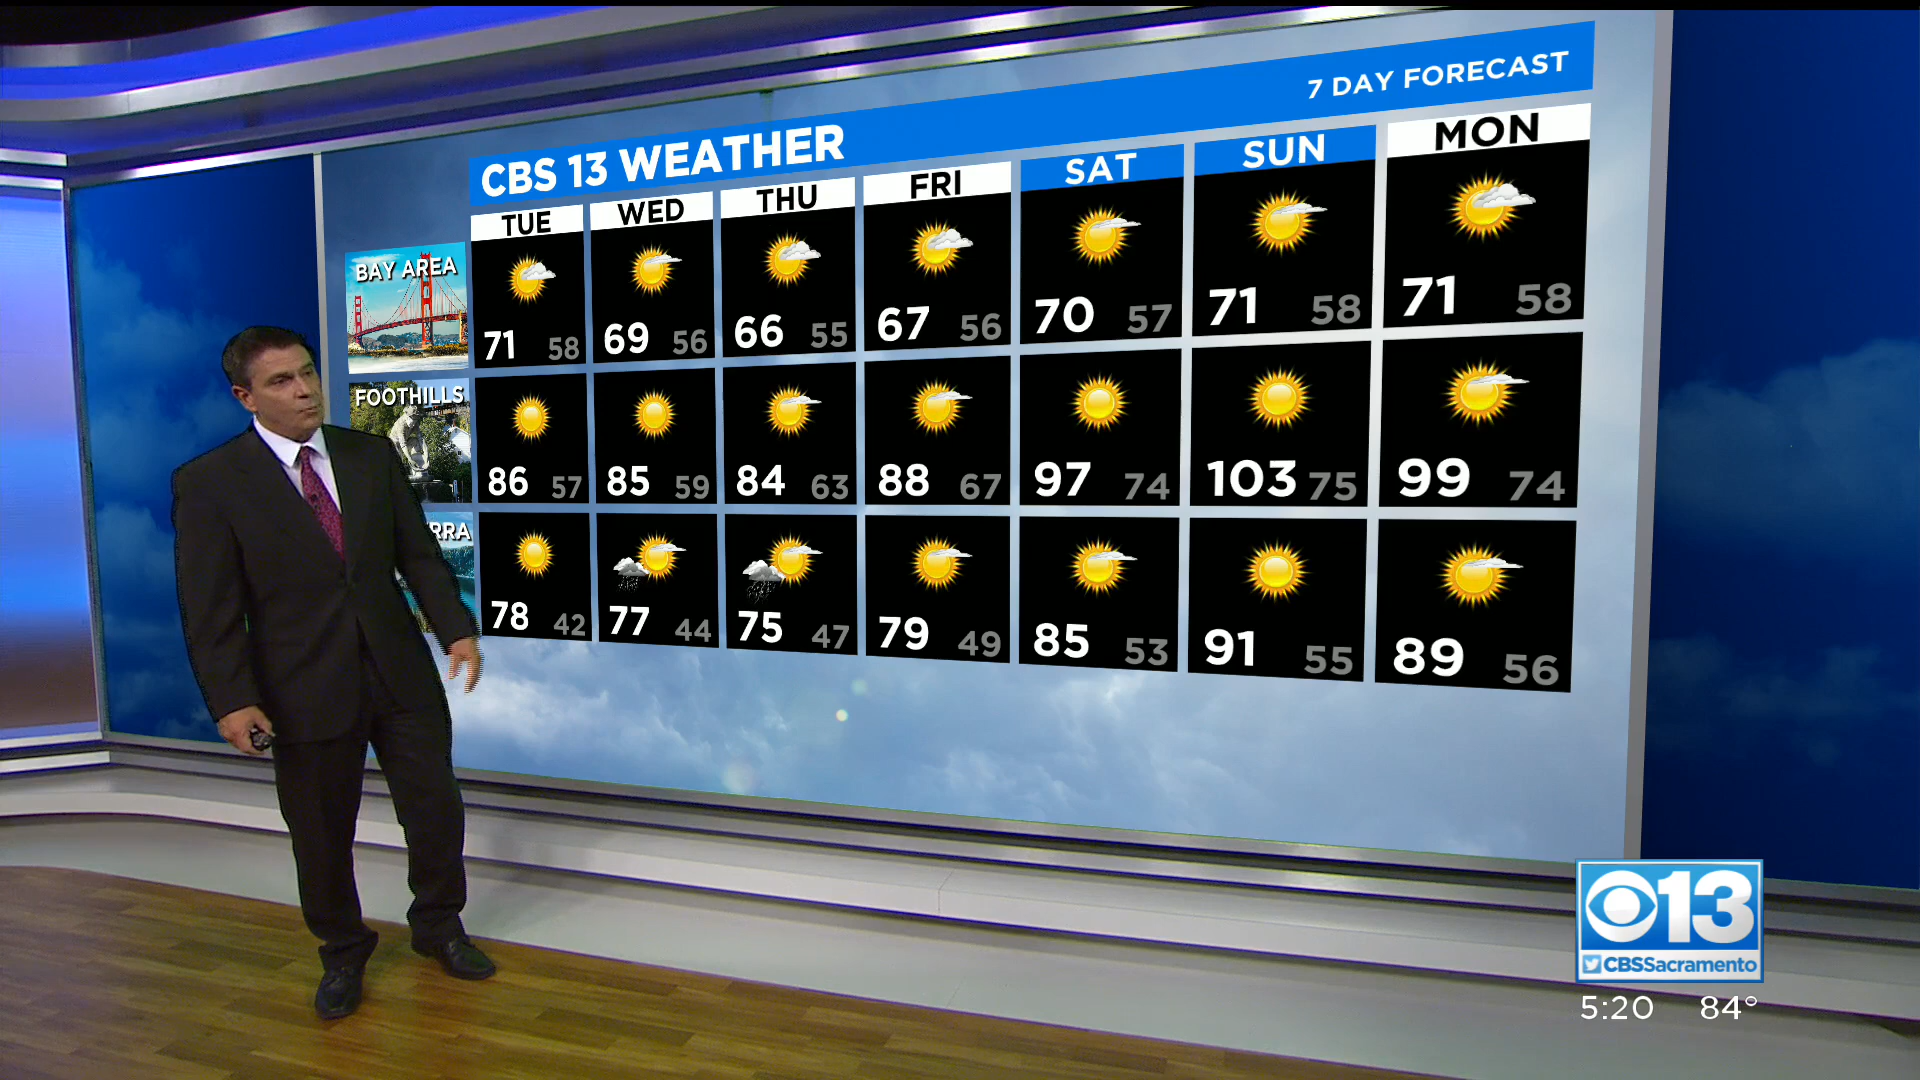 7 DAY FORECAST
CBS 13 WEATHER
TUE WED THU FRI SAT SUN MON
BAY AREA
71 58 69 56 66 55 67 56 70 57 71 58 71 58
FOOTHILLS
86 57 85 59 84 63 88 67 97 74 103 75 99 74
RRA
78 42 77 44 75 47 79 49 85 53 91 55 89 56
13
CBSSacramento
5:20 84°